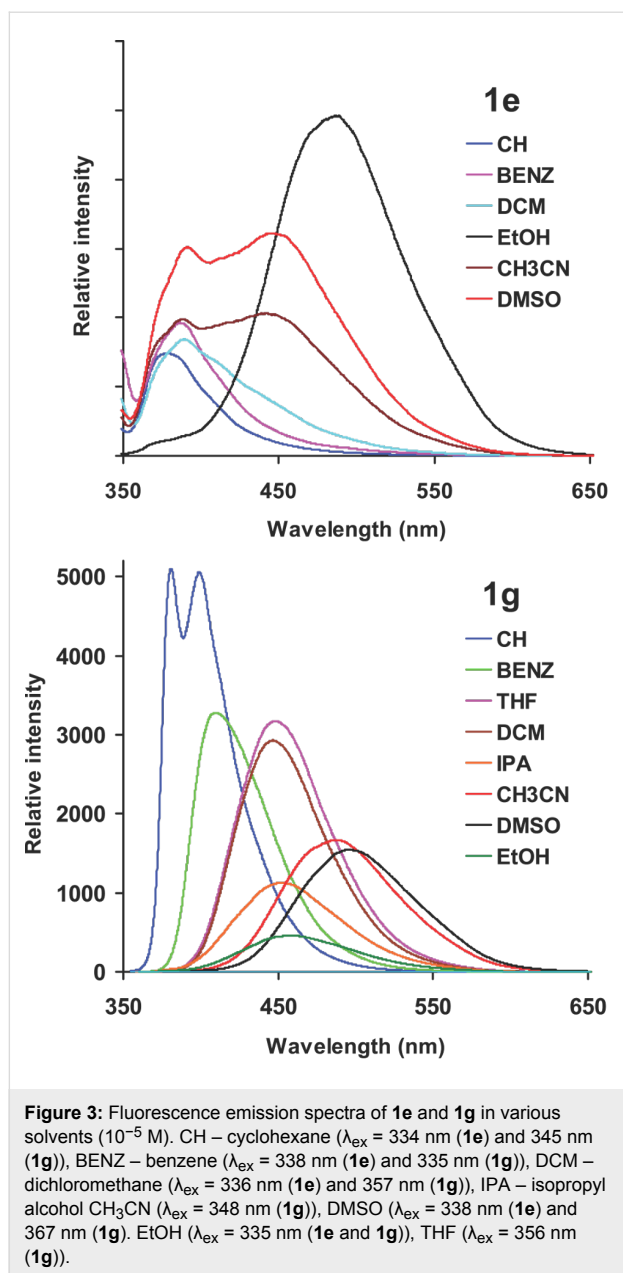 1e
CH
BENZ
DCM
EtOH
CH3CN
DMSO
Relative intensity
350 450 550 650
Wavelength (nm)
1g
CH
BENZ
THF
DCM
IPA
CH3CN
DMSO
EtOH
5000
4000
3000
2000
1000
0
Relative intensity
350 450 550 650
Wavelength (nm)
Figure 3: Fluorescence emission spectra of 1e and 1g in various
solvents (10⁻⁵ M). CH – cyclohexane (λex = 334 nm (1e) and 345 nm
(1g)), BENZ – benzene (λex = 338 nm (1e) and 335 nm (1g)), DCM –
dichloromethane (λex = 336 nm (1e) and 357 nm (1g)), IPA – isopropyl
alcohol CH₃CN (λex = 348 nm (1g)), DMSO (λex = 338 nm (1e) and
367 nm (1g). EtOH (λex = 335 nm (1e and 1g)), THF (λex = 356 nm
(1g)).